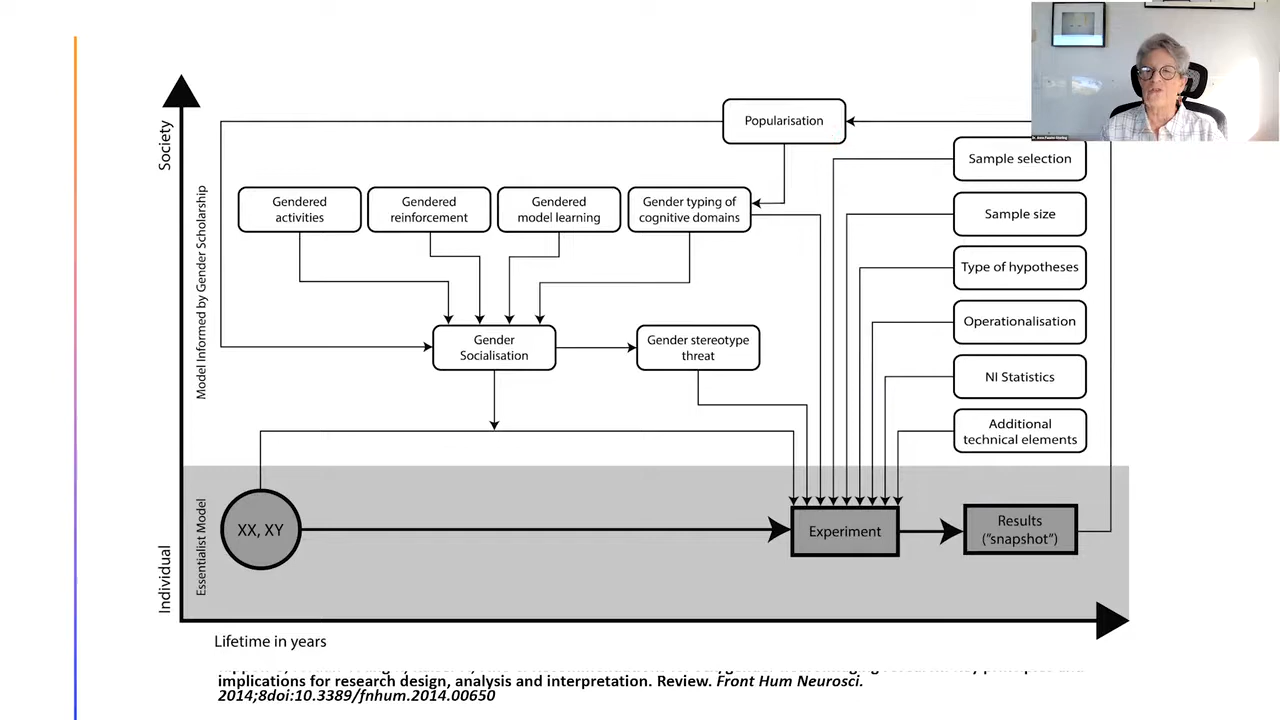 Society
Model Informed by Gender Scholarship
Individual
Essentialist Model
Popularisation
Gendered
activities
Gendered
reinforcement
Gendered
model learning
Gender typing of
cognitive domains
Sample selection
Sample size
Type of hypotheses
Operationalisation
NI Statistics
Additional
technical elements
Gender
Socialisation
Gender stereotype
threat
XX, XY
Experiment
Results
("snapshot")
Lifetime in years
implications for research design, analysis and interpretation. Review. Front Hum Neurosci.
2014;8doi:10.3389/fnhum.2014.00650